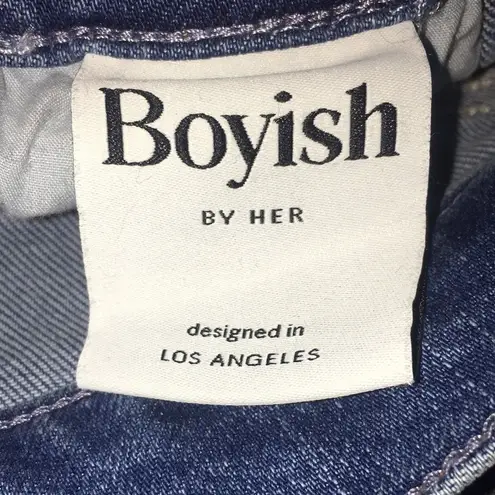 Boyish
BY HER
designed in
LOS ANGELES